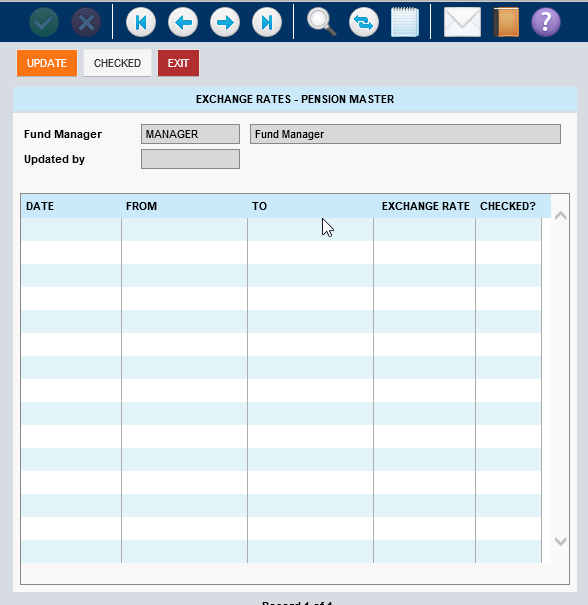 ?
UPDATE CHECKED EXIT
EXCHANGE RATES - PENSION MASTER
Fund Manager MANAGER Fund Manager
Updated by
DATE FROM TO EXCHANGE RATE CHECKED?
Record 1 of 1